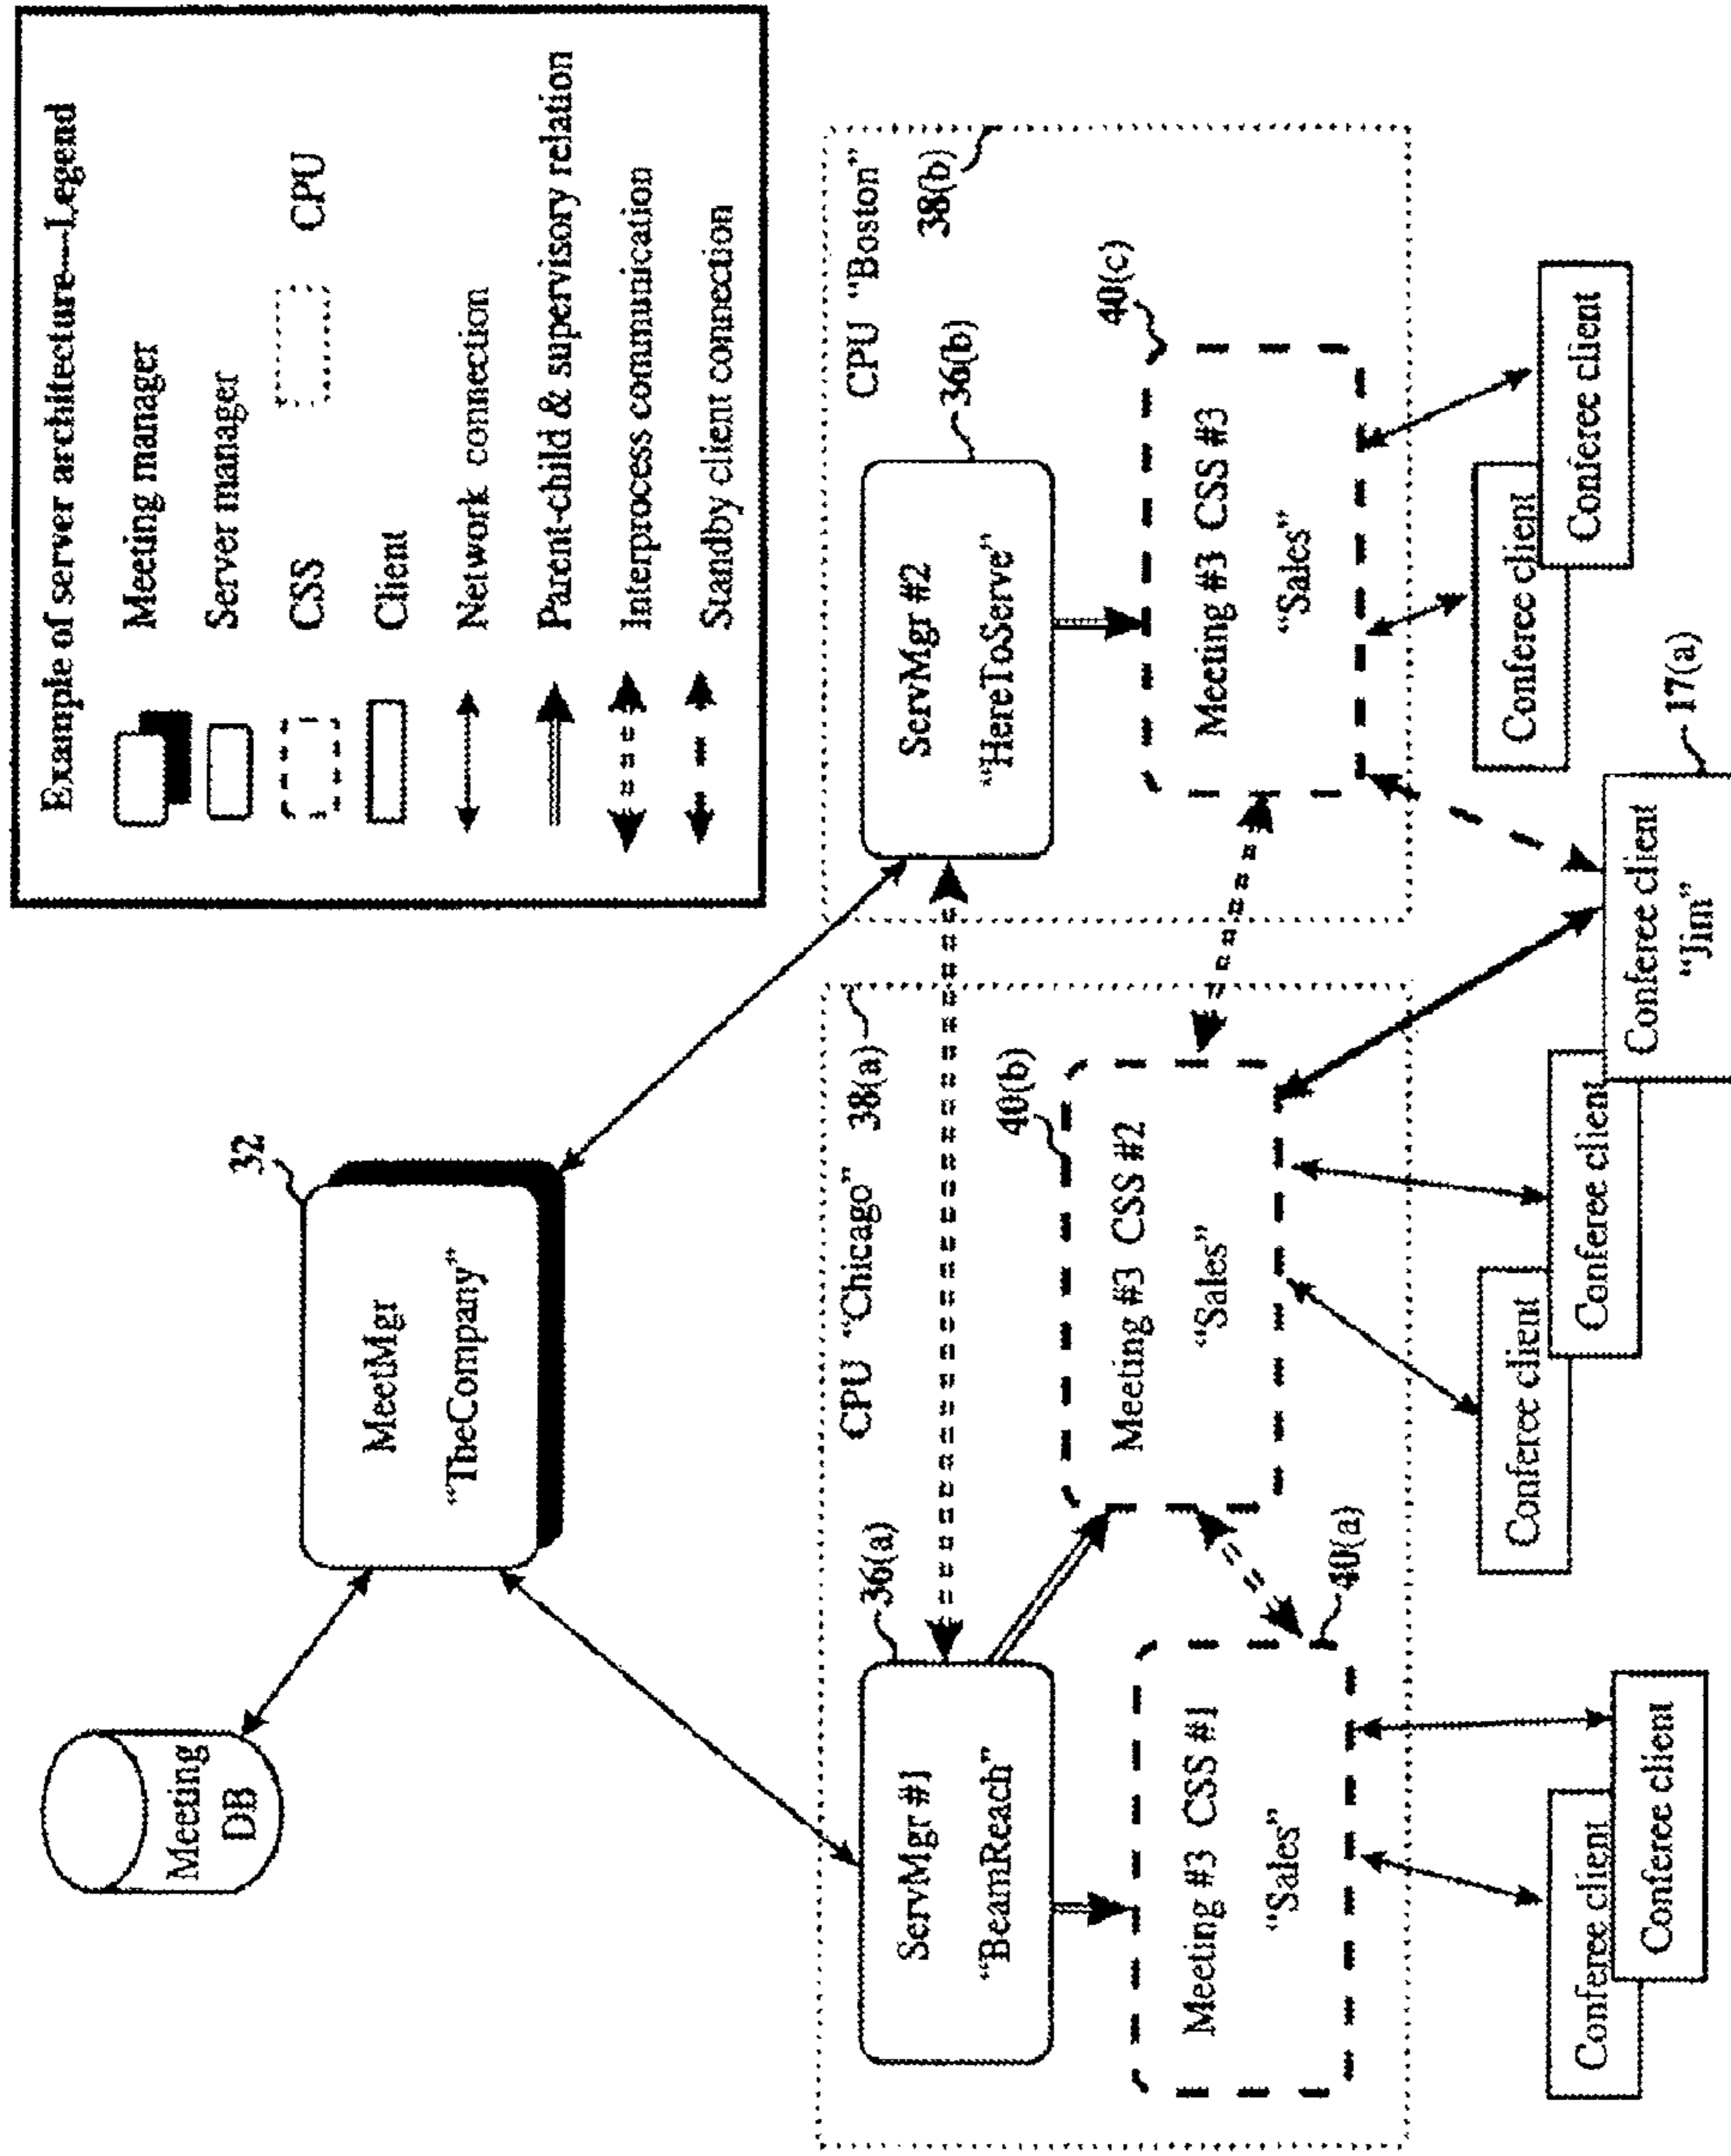 Example of server architecture—Legend
Meeting manager
Server manager
CSS
CPU
Client
Network connection
Parent-child & supervisory relation
Interprocess communication
Standby client connection
Meeting
DB
32
MeetMgr
"TheCompany"
CPU "Chicago"
38(a)
36(a)
ServMgr #1
"BeamReach"
40(b)
Meeting #3 CSS #2
"Sales"
40(a)
Meeting #3 CSS #1
"Sales"
CPU "Boston"
38(b)
36(b)
ServMgr #2
"HereToServe"
40(c)
Meeting #3 CSS #3
"Sales"
Conferee client
Conferee client
Conferee client
Conferee client
Conferee client
"Jim"
17(a)
Conferee client
Conferee client